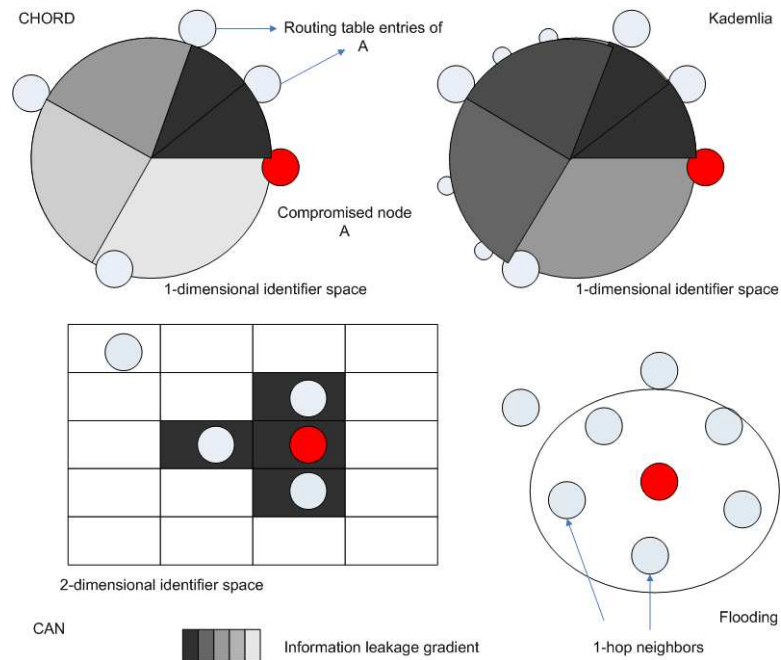 CHORD
Routing table entries of
A
Kademlia
Compromised node
A
1-dimensional identifier space
1-dimensional identifier space
2-dimensional identifier space
CAN
Information leakage gradient
1-hop neighbors
Flooding